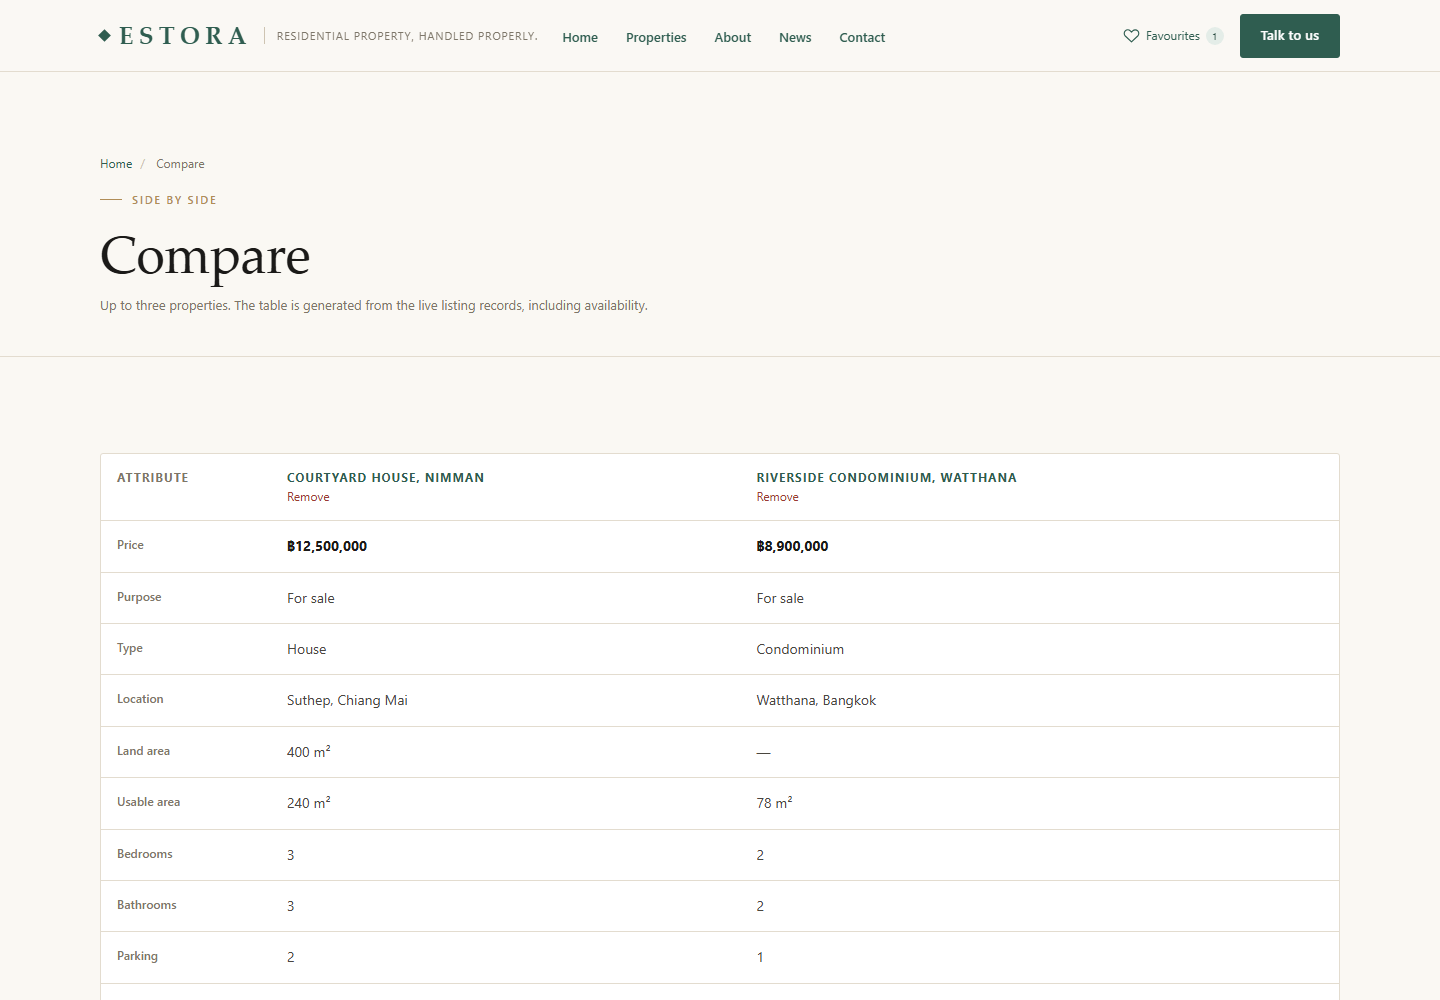 ESTORA
RESIDENTIAL PROPERTY, HANDLED PROPERLY.
Home Properties About News Contact
Favourites 1
Talk to us
Home / Compare
SIDE BY SIDE
Compare
Up to three properties. The table is generated from the live listing records, including availability.
ATTRIBUTE COURTYARD HOUSE, NIMMAN RIVERSIDE CONDOMINIUM, WATTHANA
Remove Remove
Price ฿12,500,000 ฿8,900,000
Purpose For sale For sale
Type House Condominium
Location Suthep, Chiang Mai Watthana, Bangkok
Land area 400 m² —
Usable area 240 m² 78 m²
Bedrooms 3 2
Bathrooms 3 2
Parking 2 1